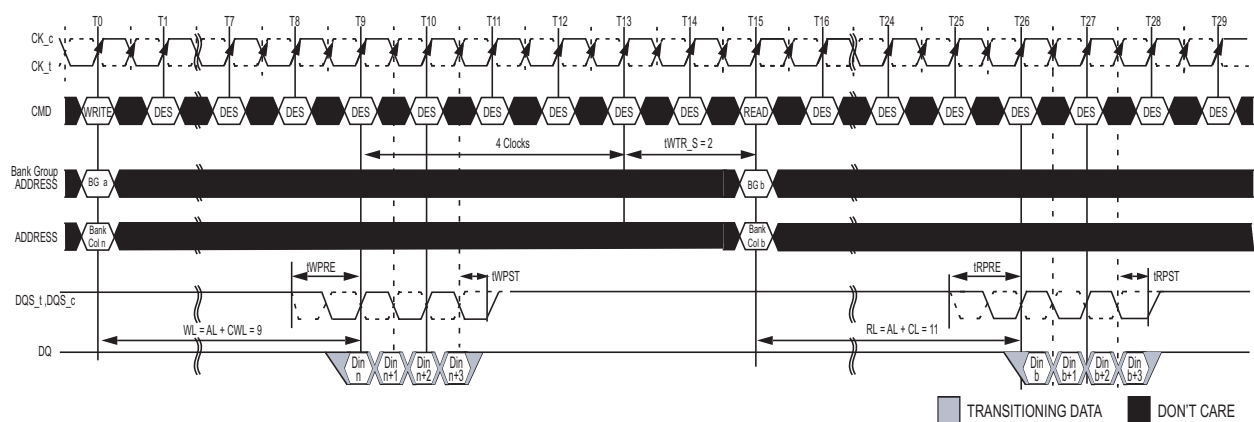 T0 T1 T7 T8 T9 T10 T11 T12 T13 T14 T15 T16 T24 T25 T26 T27 T28 T29
CK_c
CK_t
CMD WRITE DES DES DES DES DES DES DES DES DES READ DES DES DES DES DES DES DES
4 Clocks tWTR_S = 2
Bank Group
ADDRESS BG a BG b
ADDRESS
Bank
Col n
Bank
Col b
tWPRE tWPST tRPRE tRPST
DQS_t ,DQS_c
WL = AL + CWL = 9 RL = AL + CL = 11
DQ
Din
n
Din
n+1
Din
n+2
Din
n+3
Din
b
Din
b+1
Din
b+2
Din
b+3
TRANSITIONING DATA DON'T CARE